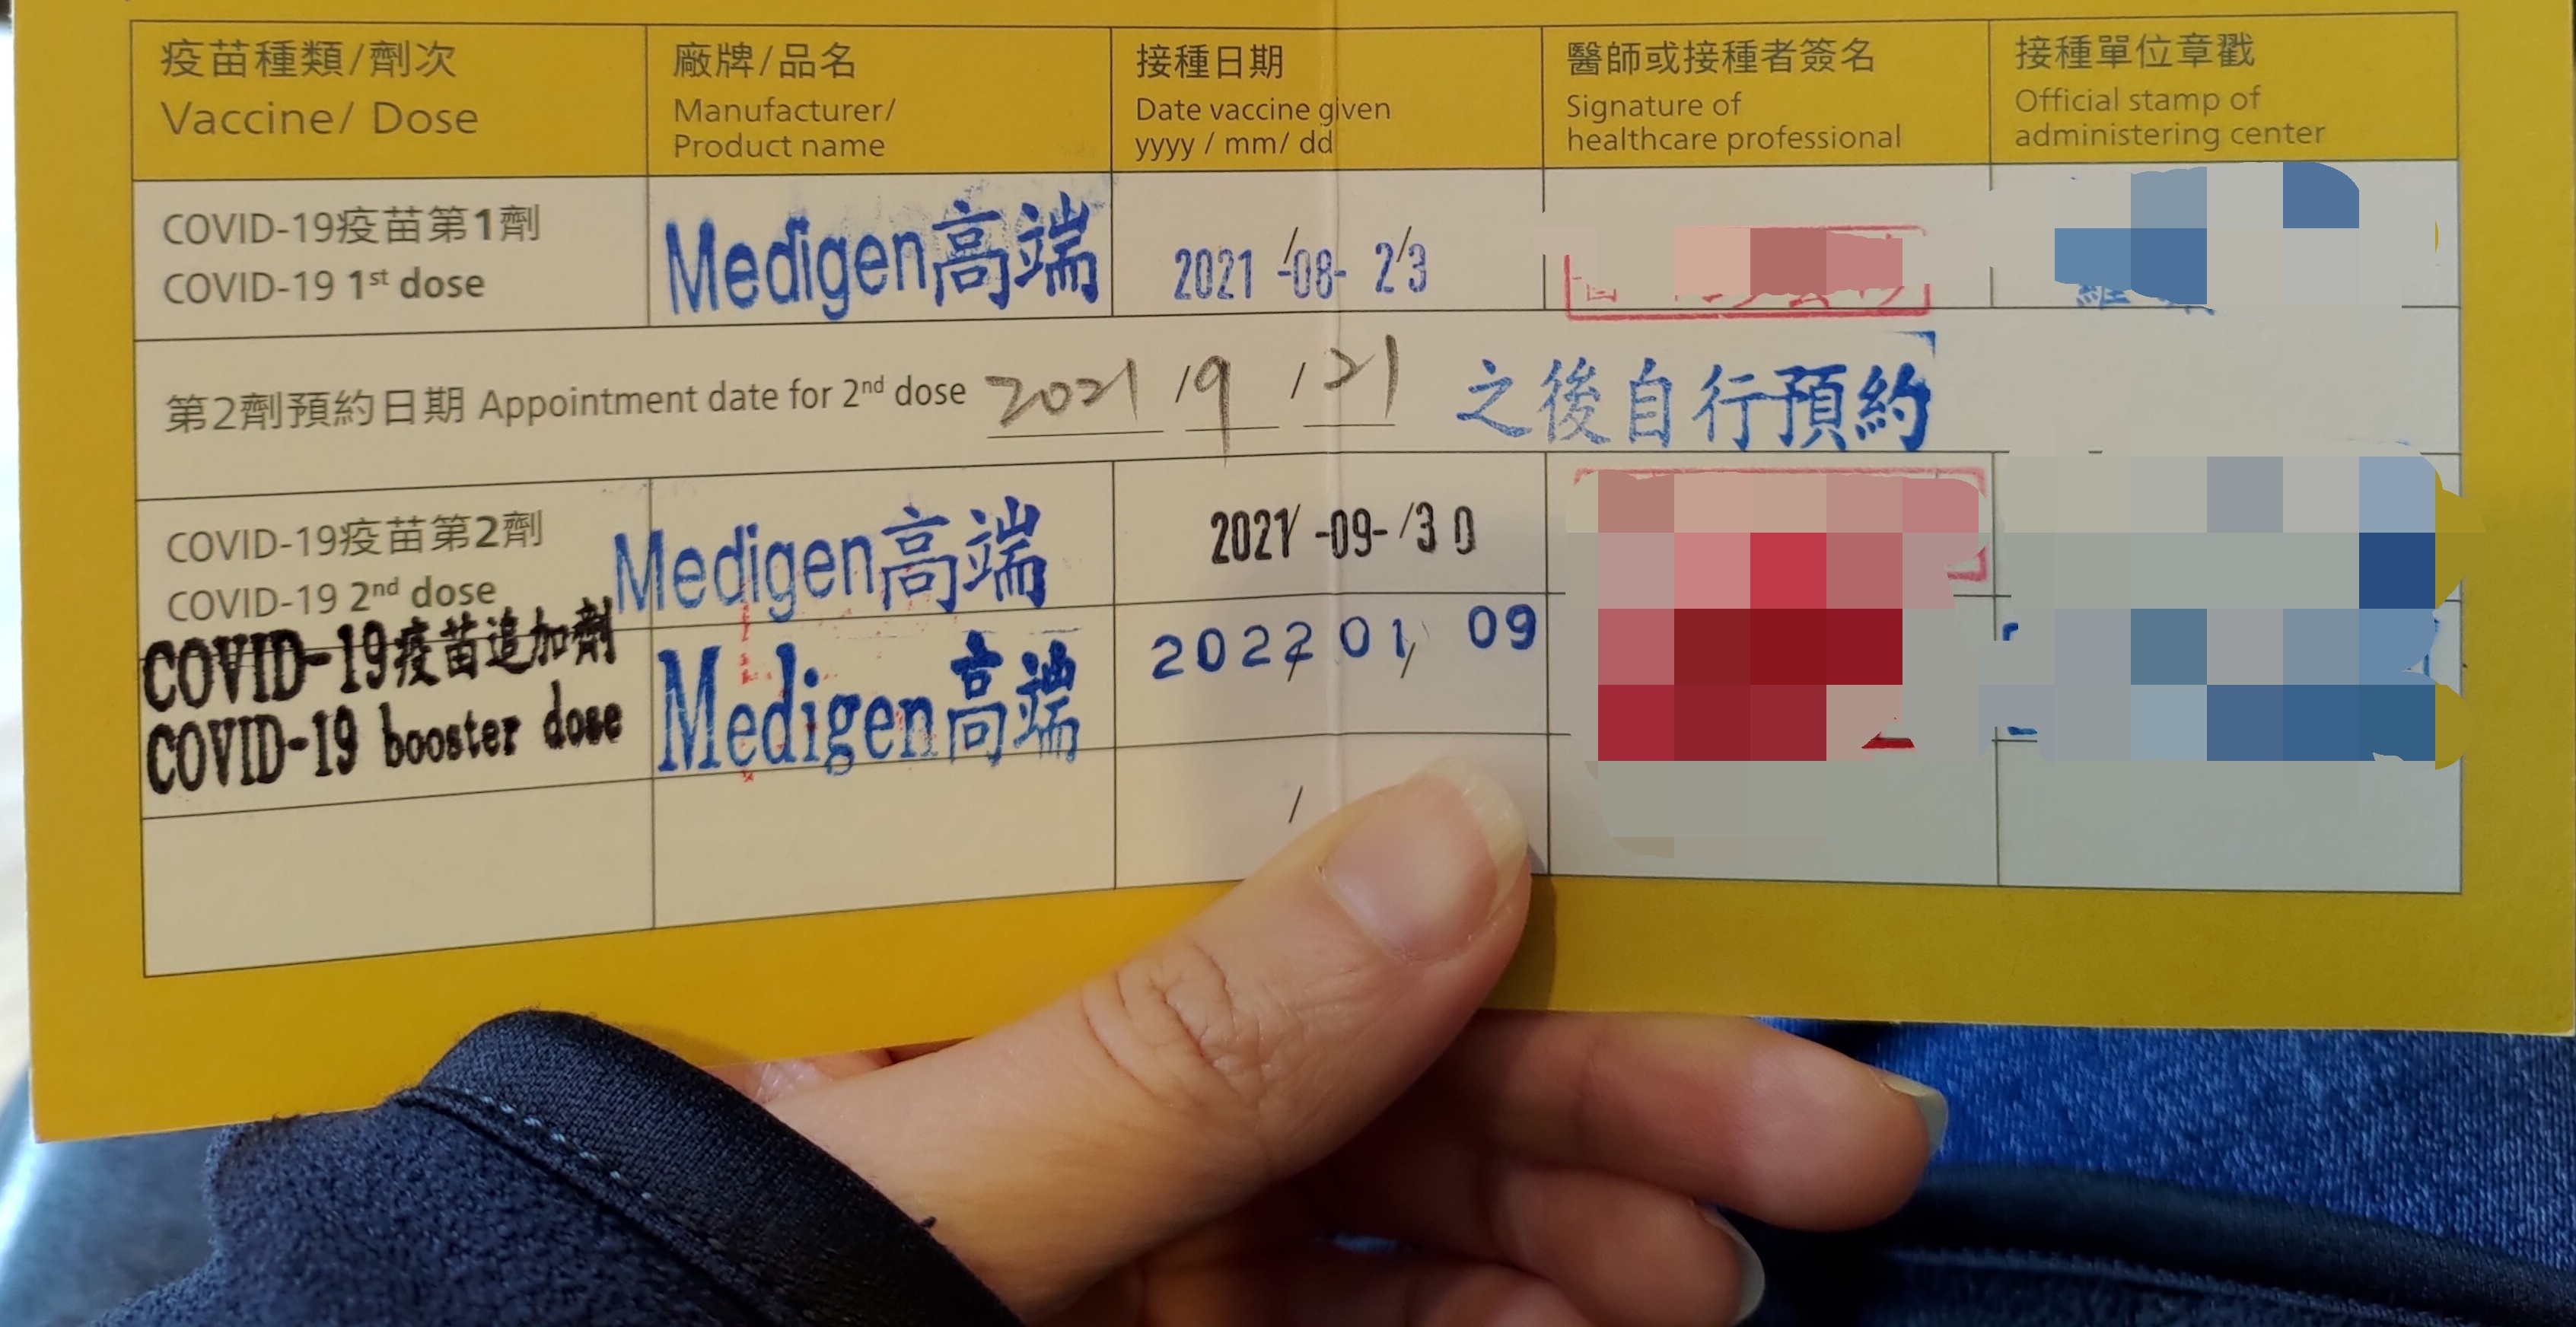 疫苗種類/劑次
Vaccine/ Dose
廠牌/品名
Manufacturer/
Product name
接種日期
Date vaccine given
yyyy / mm/ dd
醫師或接種者簽名
Signature of
healthcare professional
接種單位章戳
Official stamp of
administering center
COVID-19疫苗第1劑
COVID-19 1st dose
Medigen高端
2021 /-08- 2/3
第2劑預約日期 Appointment date for 2nd dose 2021 /9 /21 之後自行預約
COVID-19疫苗第2劑
COVID-19 2nd dose
Medigen高端
2021/ -09- /30
COVID-19疫苗追加劑
COVID-19 booster dose
Medigen高端
2022/ 01/ 09
/